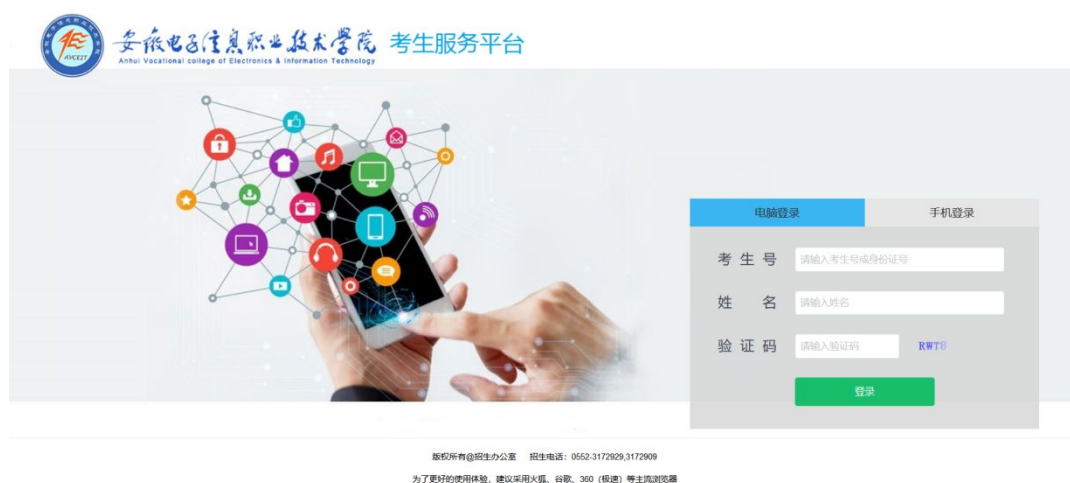 安徽电子信息职业技术学院 考生服务平台
Anhui Vocational college of Electronics & Information Technology
AVCEIT
电脑登录 手机登录
考生号 请输入考生号或身份证号
姓名 请输入姓名
验证码 请输入验证码 RWT8
登录
版权所有@招生办公室 招生电话：0552-3172929,3172909
为了更好的使用体验，建议采用火狐、谷歌、360（极速）等主流浏览器